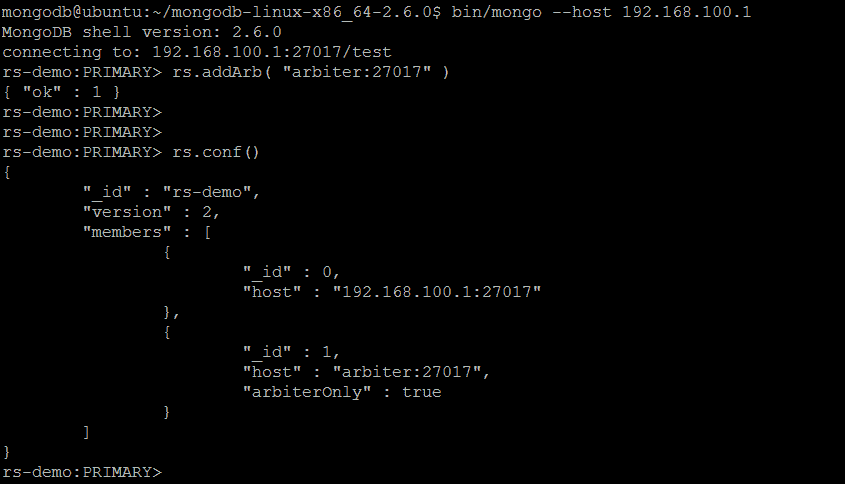 mongodb@ubuntu:~/mongodb-linux-x86_64-2.6.0$ bin/mongo --host 192.168.100.1
MongoDB shell version: 2.6.0
connecting to: 192.168.100.1:27017/test
rs-demo:PRIMARY> rs.addArb( "arbiter:27017" )
{ "ok" : 1 }
rs-demo:PRIMARY>
rs-demo:PRIMARY>
rs-demo:PRIMARY> rs.conf()
{
        "_id" : "rs-demo",
        "version" : 2,
        "members" : [
                {
                        "_id" : 0,
                        "host" : "192.168.100.1:27017"
                },
                {
                        "_id" : 1,
                        "host" : "arbiter:27017",
                        "arbiterOnly" : true
                }
        ]
}
rs-demo:PRIMARY>